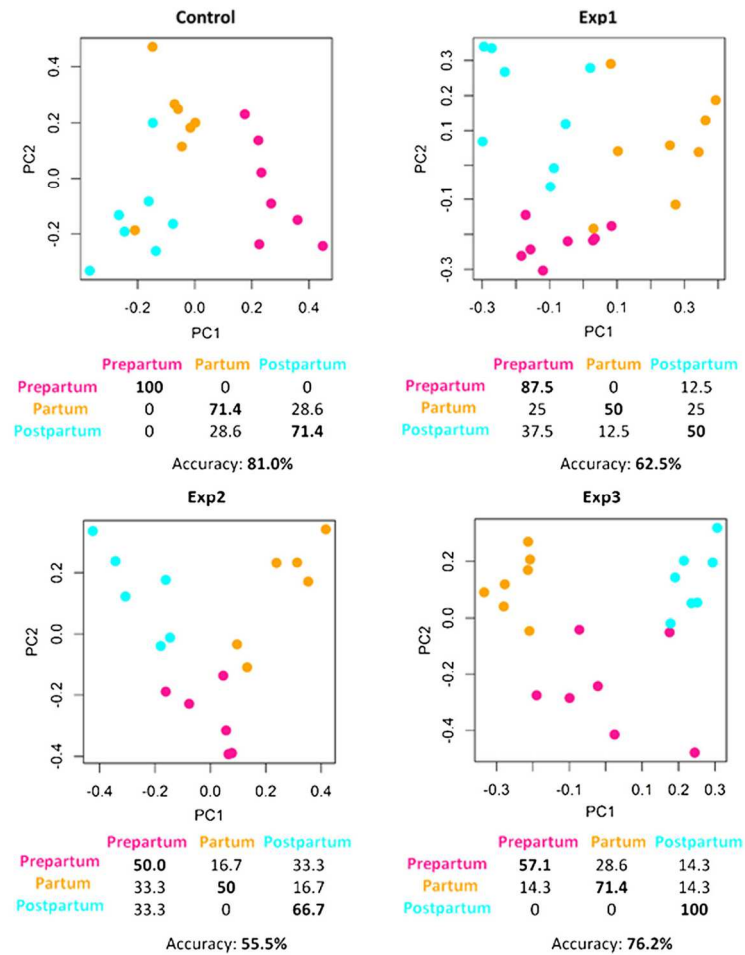 Control
Exp1
0.4
0.2
0.0
-0.2
PC2
-0.2 0.0 0.2 0.4
PC1
0.3
0.2
0.1
-0.1
-0.3
PC2
-0.3 -0.1 0.1 0.3
PC1
Prepartum Partum Postpartum
Prepartum 100 0 0
Partum 0 71.4 28.6
Postpartum 0 28.6 71.4
Accuracy: 81.0%
Prepartum Partum Postpartum
Prepartum 87.5 0 12.5
Partum 25 50 25
Postpartum 37.5 12.5 50
Accuracy: 62.5%
Exp2
Exp3
0.2
0.0
-0.2
-0.4
PC2
-0.4 -0.2 0.0 0.2 0.4
PC1
0.2
0.0
-0.2
-0.4
PC2
-0.3 -0.1 0.1 0.2 0.3
PC1
Prepartum Partum Postpartum
Prepartum 50.0 16.7 33.3
Partum 33.3 50 16.7
Postpartum 33.3 0 66.7
Accuracy: 55.5%
Prepartum Partum Postpartum
Prepartum 57.1 28.6 14.3
Partum 14.3 71.4 14.3
Postpartum 0 0 100
Accuracy: 76.2%